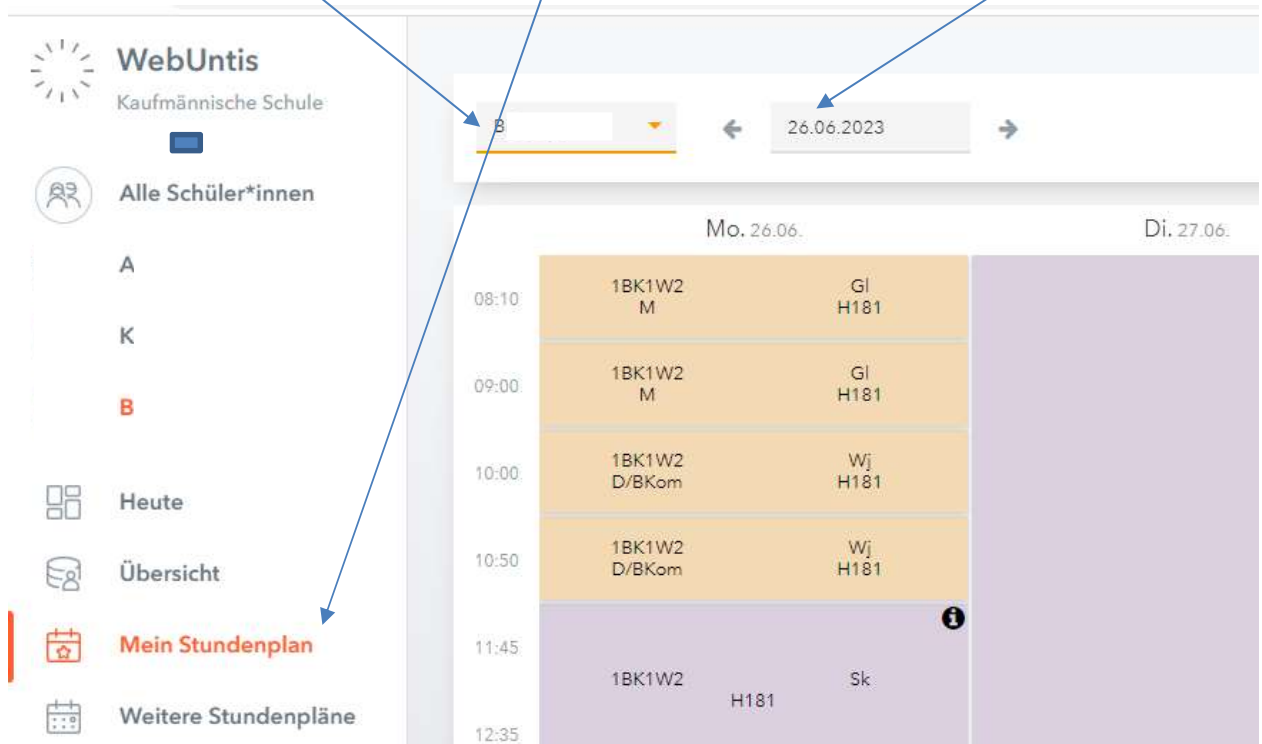 WebUntis
Kaufmännische Schule
Alle Schüler*innen
A
K
B
Heute
Übersicht
Mein Stundenplan
Weitere Stundenpläne
B
26.06.2023
Mo. 26.06.
Di. 27.06.
08:10
1BK1W2 Gl
M H181
09:00
1BK1W2 Gl
M H181
10:00
1BK1W2 Wj
D/BKom H181
10:50
1BK1W2 Wj
D/BKom H181
11:45
1BK1W2 Sk
H181
12:35